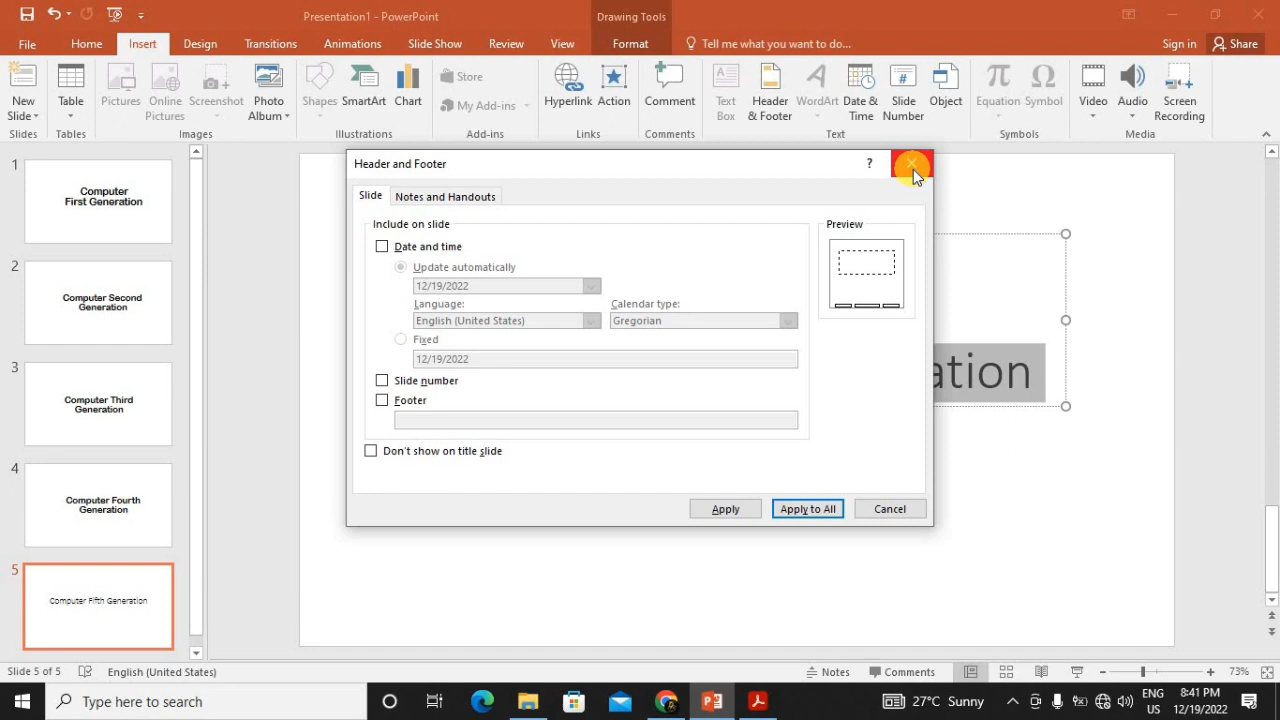 Presentation1 - PowerPoint
Drawing Tools
File
Home
Insert
Design
Transitions
Animations
Slide Show
Review
View
Format
Tell me what you want to do...
Sign in
Share
New
Slide
Table
Pictures
Online
Pictures
Screenshot
Photo
Album
Shapes
SmartArt
Chart
Store
My Add-ins
Hyperlink
Action
Comment
Text
Box
Header
& Footer
WordArt
Date &
Time
Slide
Number
Object
Equation
Symbol
Video
Audio
Screen
Recording
Slides
Tables
Images
Illustrations
Add-ins
Links
Comments
Text
Symbols
Media
1
Computer
First Generation
2
Computer Second
Generation
3
Computer Third
Generation
4
Computer Fourth
Generation
5
Computer Fifth Generation
Header and Footer
?
Slide
Notes and Handouts
Include on slide
Date and time
Update automatically
12/19/2022
Language:
Calendar type:
English (United States)
Gregorian
Fixed
12/19/2022
Slide number
Footer
Don't show on title slide
Preview
Apply
Apply to All
Cancel
ation
Slide 5 of 5
English (United States)
Notes
Comments
73%
Type here to search
27°C Sunny
ENG
US
8:41 PM
12/19/2022